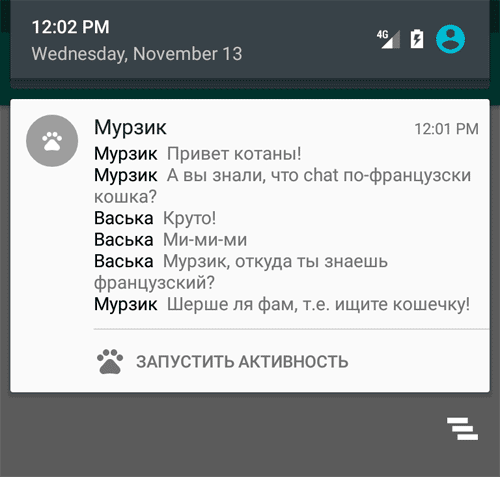 12:02 PM
4G
Wednesday, November 13
Мурзик 12:01 PM
Мурзик Привет котаны!
Мурзик А вы знали, что chat по-французски
кошка?
Васька Круто!
Васька Ми-ми-ми
Васька Мурзик, откуда ты знаешь
французский?
Мурзик Шерше ля фам, т.е. ищите кошечку!
ЗАПУСТИТЬ АКТИВНОСТЬ